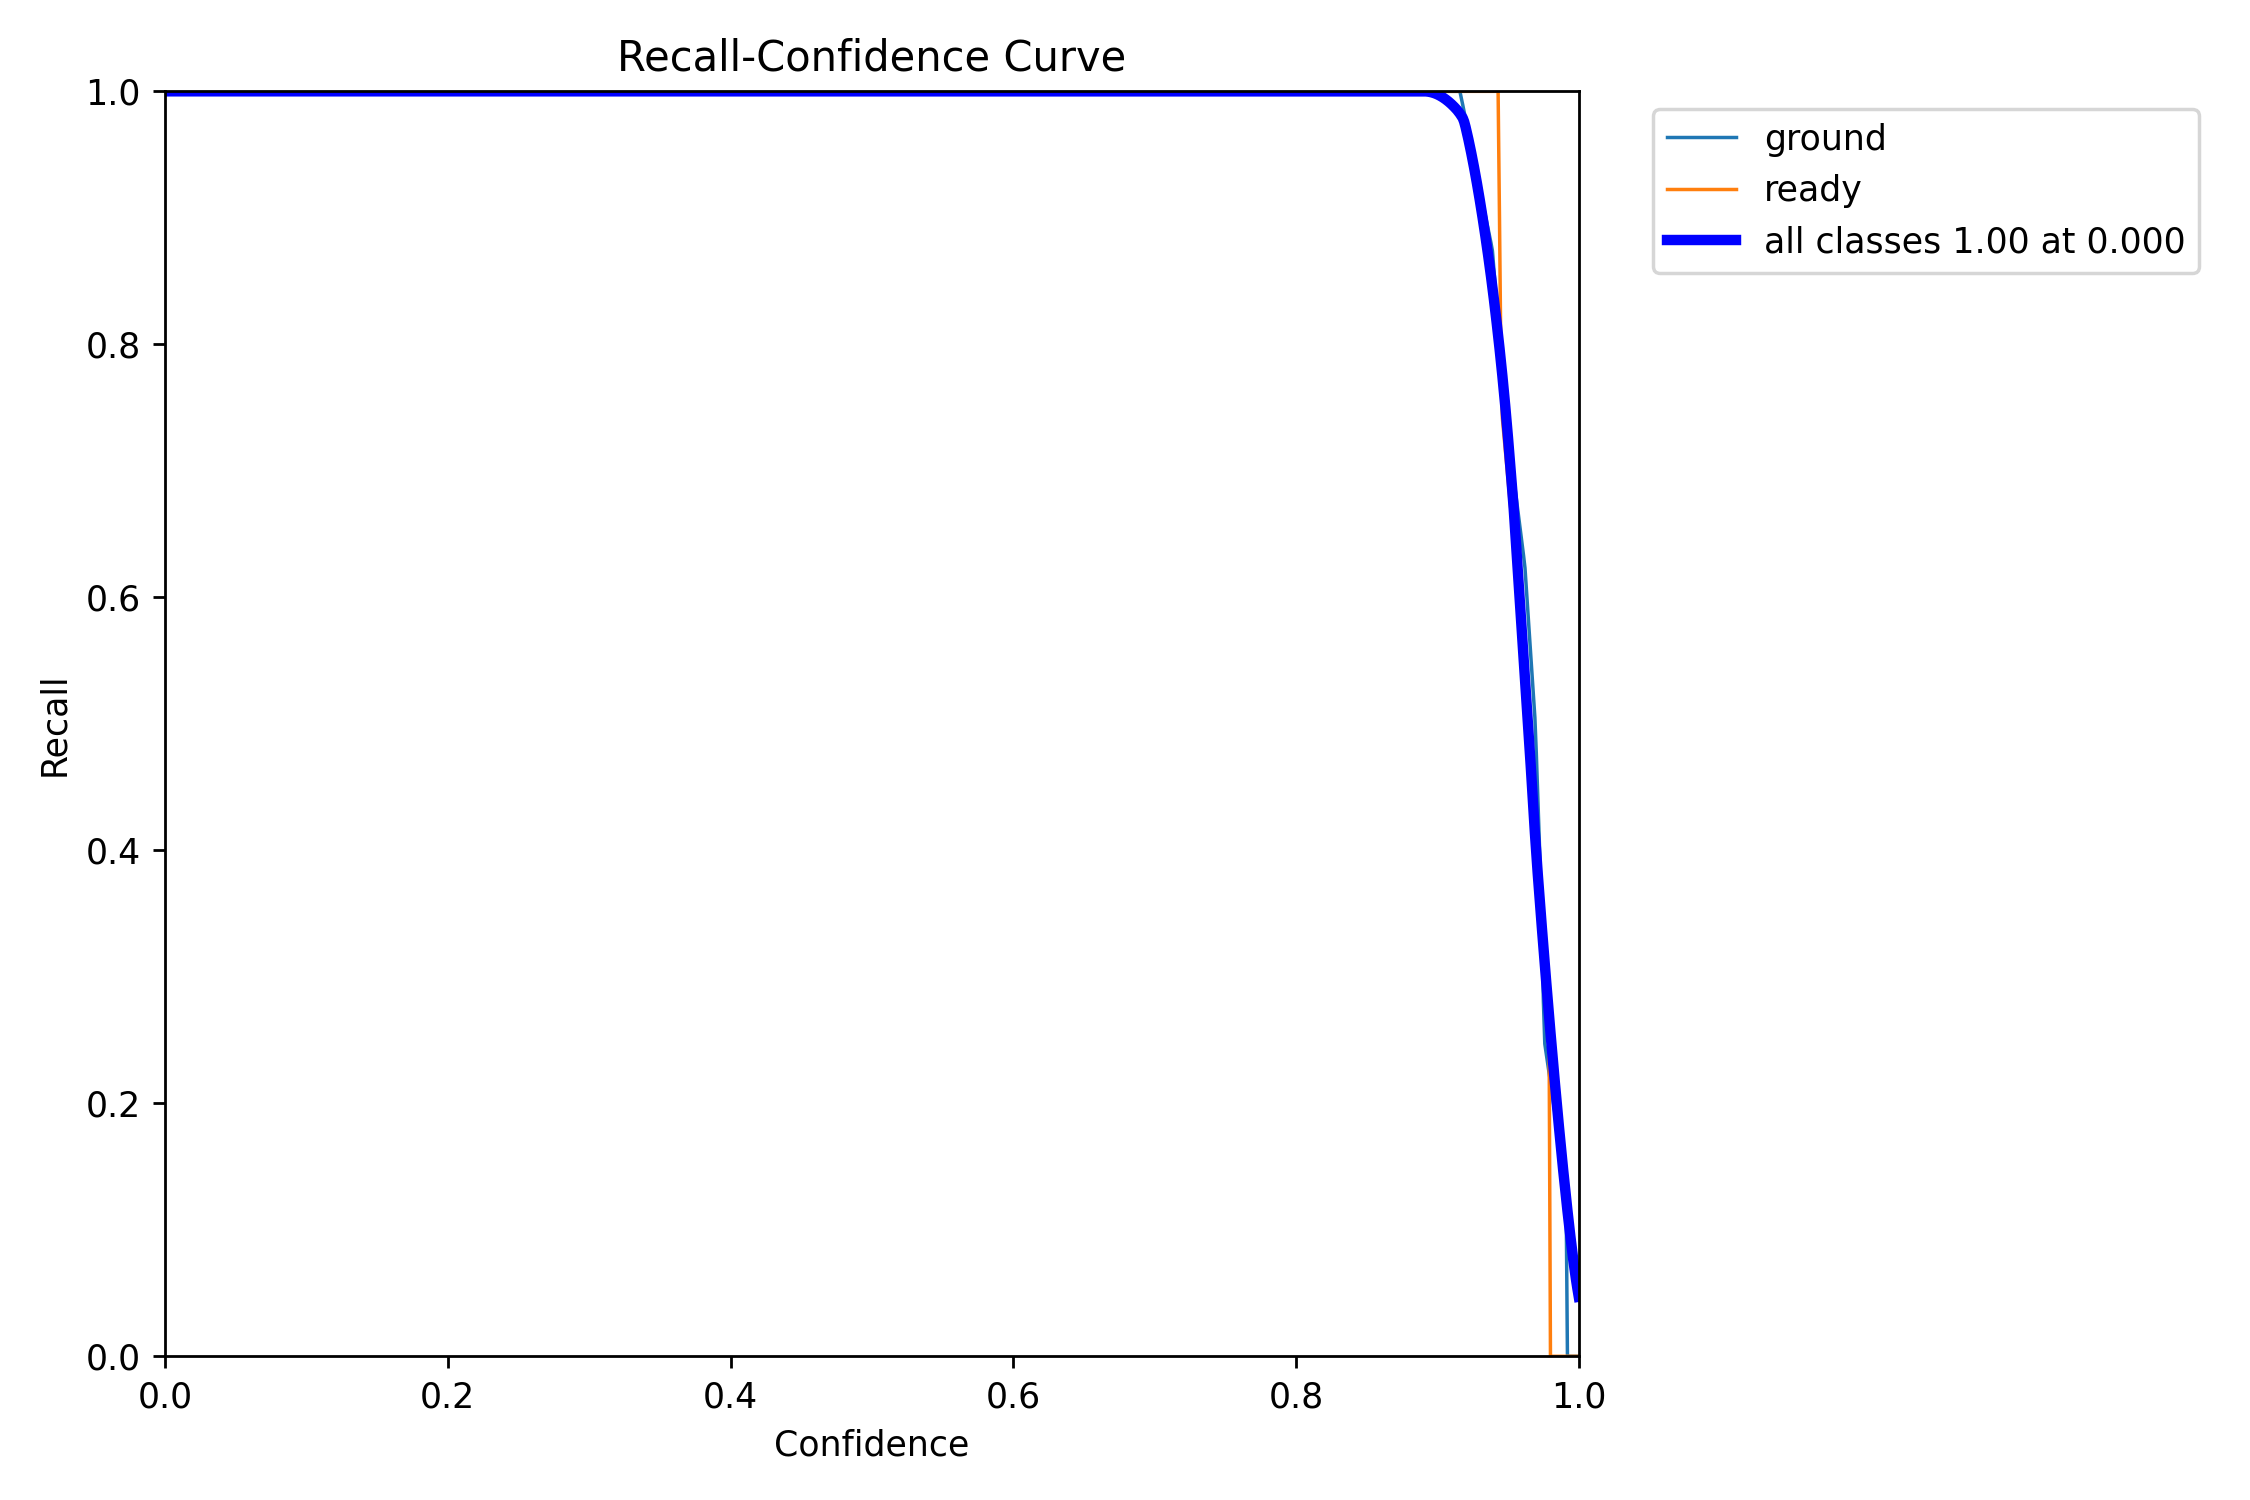 Recall-Confidence Curve
1.0
0.8
0.6
0.4
0.2
0.0
Recall
0.0 0.2 0.4 0.6 0.8 1.0
Confidence
ground
ready
all classes 1.00 at 0.000